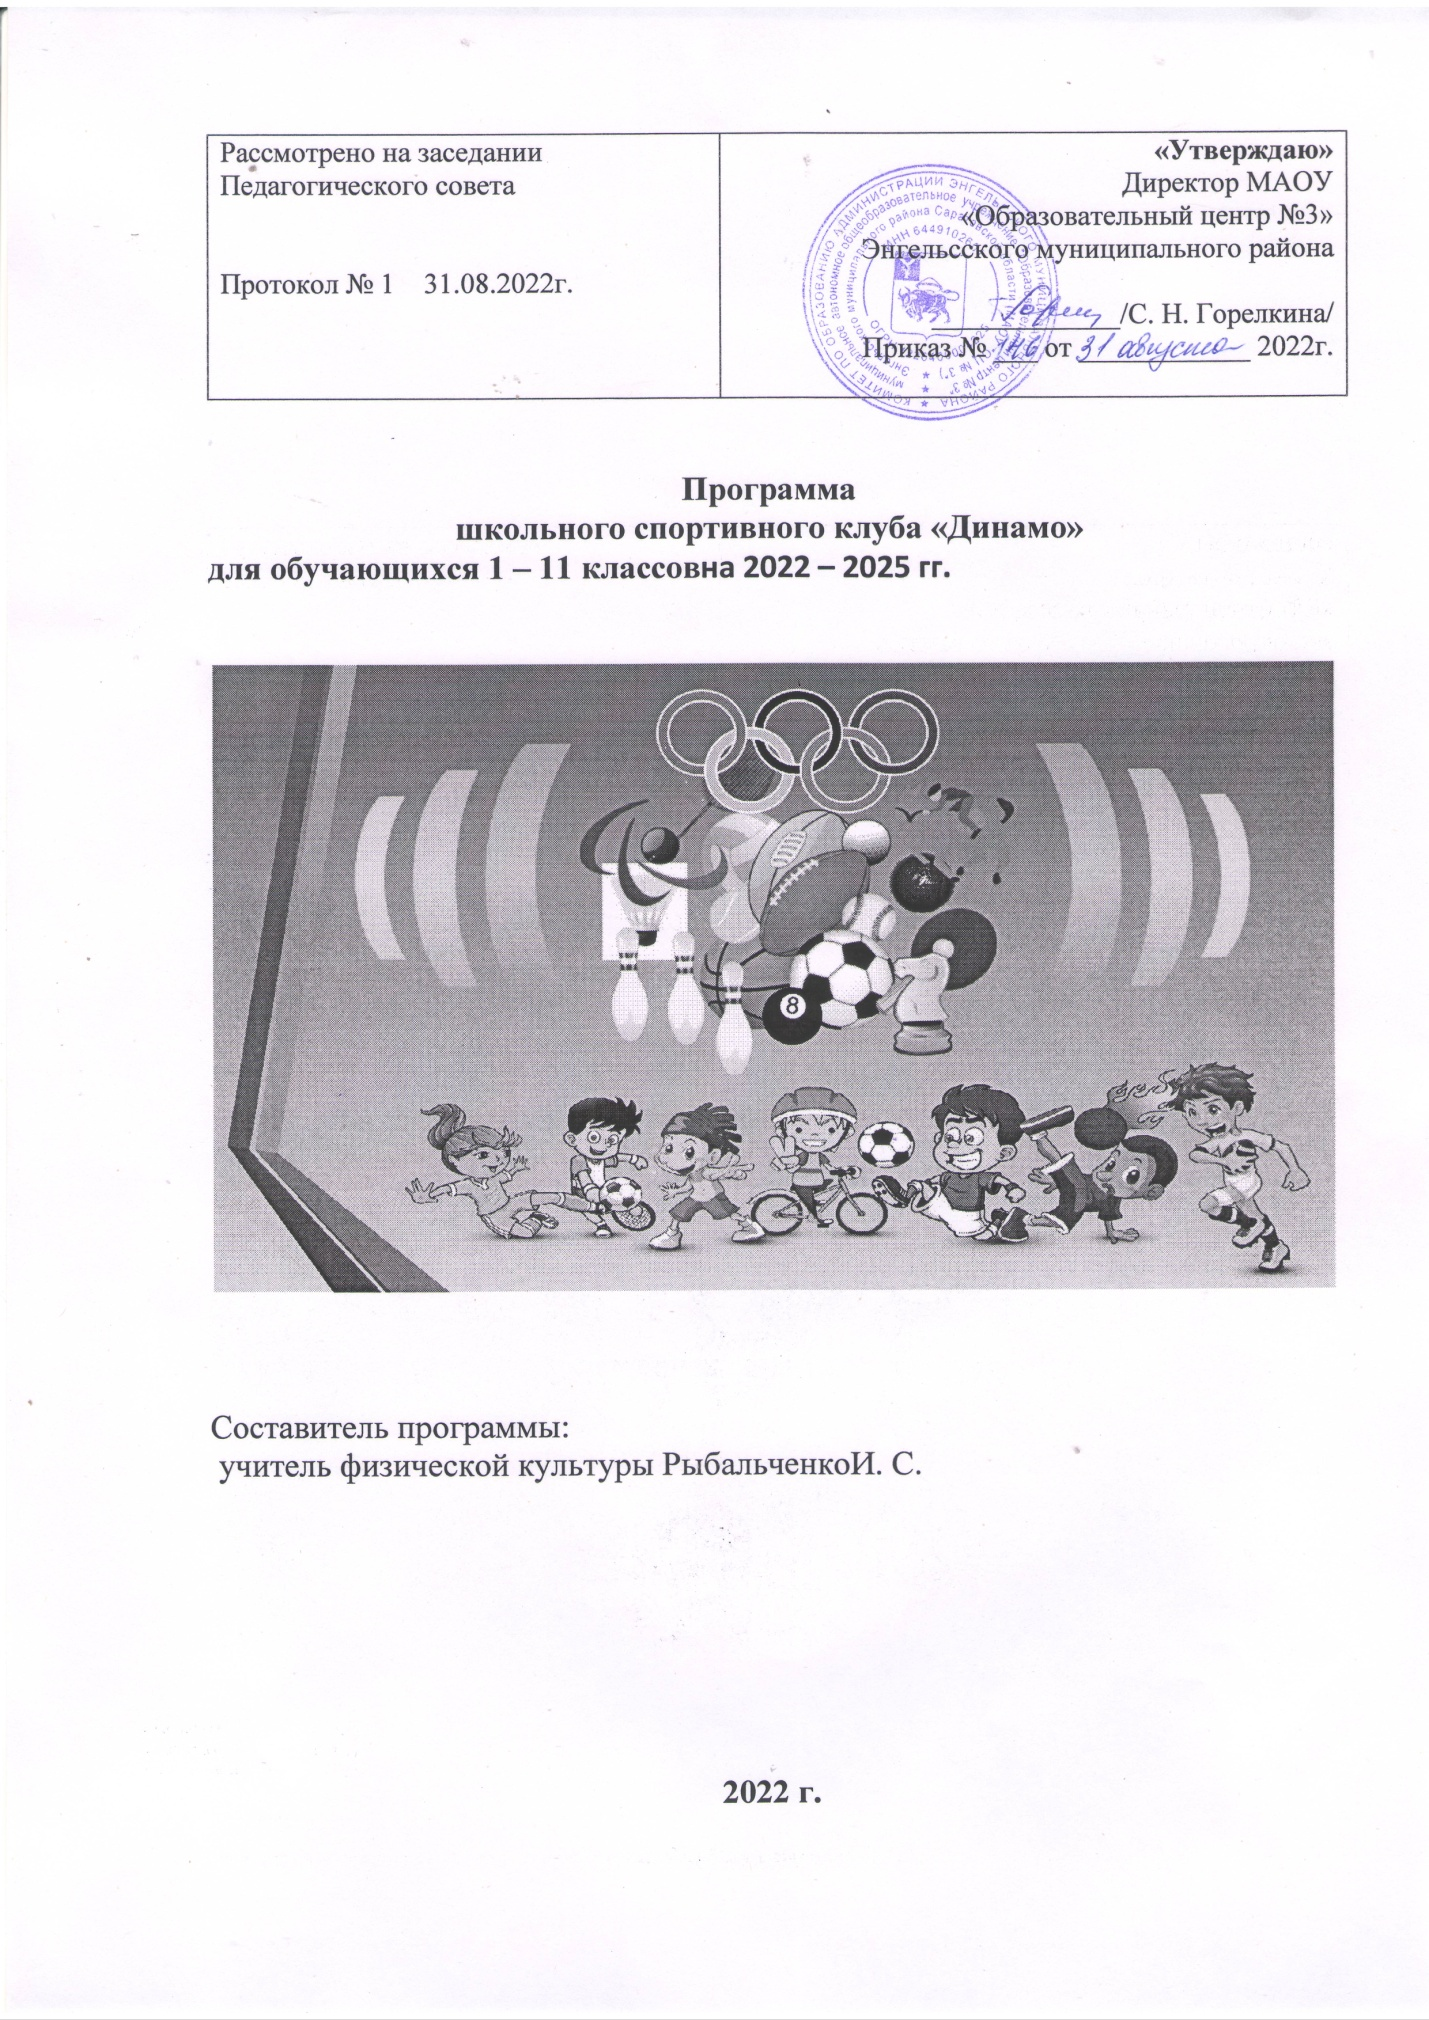 Рассмотрено на заседании
Педагогического совета
Протокол № 1 31.08.2022г.
«Утверждаю»
Директор МАОУ
«Образовательный центр №3»
Энгельсского муниципального района
/С. Н. Горелкина/
Приказ № 146 от 31 августа 2022г.
Программа
школьного спортивного клуба «Динамо»
для обучающихся 1 – 11 классовна 2022 – 2025 гг.
8
Составитель программы:
учитель физической культуры РыбальченкоИ. С.
2022 г.